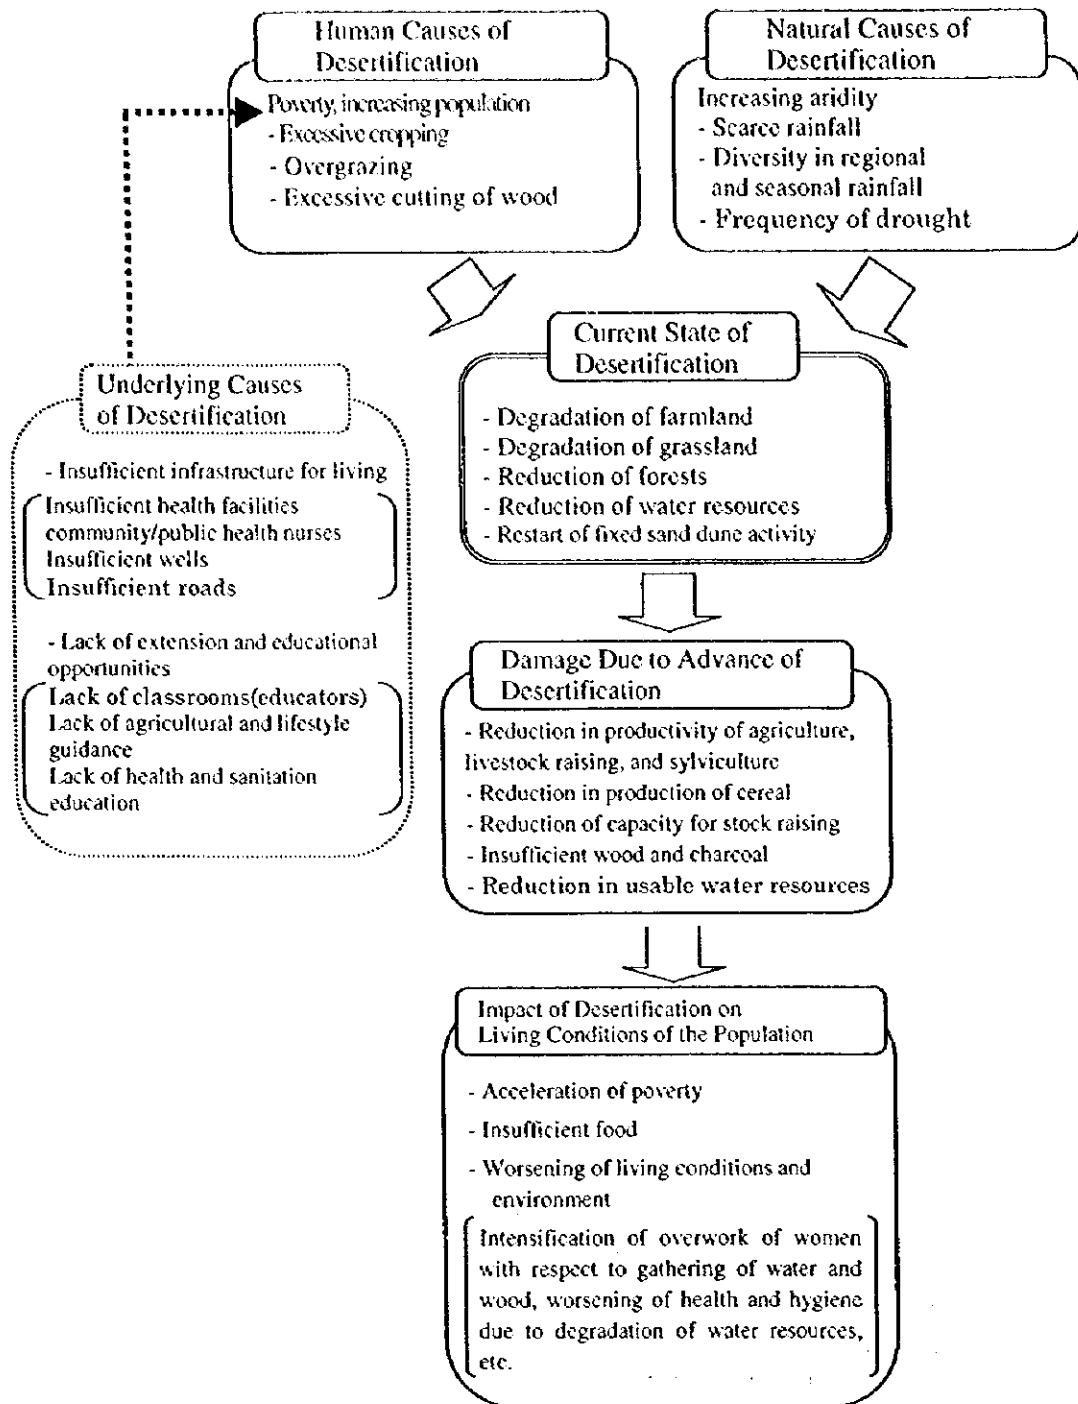 Human Causes of
Desertification
Poverty, increasing population
- Excessive cropping
- Overgrazing
- Excessive cutting of wood
Natural Causes of
Desertification
Increasing aridity
- Scarce rainfall
- Diversity in regional
and seasonal rainfall
- Frequency of drought
Underlying Causes
of Desertification
- Insufficient infrastructure for living
Insufficient health facilities
community/public health nurses
Insufficient wells
Insufficient roads
- Lack of extension and educational
opportunities
Lack of classrooms(educators)
Lack of agricultural and lifestyle
guidance
Lack of health and sanitation
education
Current State of
Desertification
- Degradation of farmland
- Degradation of grassland
- Reduction of forests
- Reduction of water resources
- Restart of fixed sand dune activity
Damage Due to Advance of
Desertification
- Reduction in productivity of agriculture,
livestock raising, and sylviculture
- Reduction in production of cereal
- Reduction of capacity for stock raising
- Insufficient wood and charcoal
- Reduction in usable water resources
Impact of Desertification on
Living Conditions of the Population
- Acceleration of poverty
- Insufficient food
- Worsening of living conditions and
environment
Intensification of overwork of women
with respect to gathering of water and
wood, worsening of health and hygiene
due to degradation of water resources,
etc.